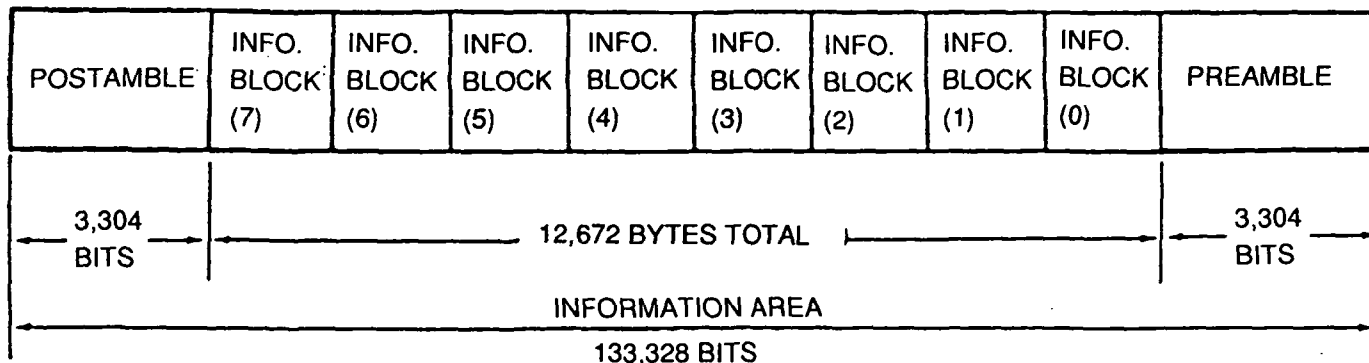 POSTAMBLE
INFO.
BLOCK
(7)
INFO.
BLOCK
(6)
INFO.
BLOCK
(5)
INFO.
BLOCK
(4)
INFO.
BLOCK
(3)
INFO.
BLOCK
(2)
INFO.
BLOCK
(1)
INFO.
BLOCK
(0)
PREAMBLE
3,304
BITS
12,672 BYTES TOTAL
3,304
BITS
INFORMATION AREA
133,328 BITS